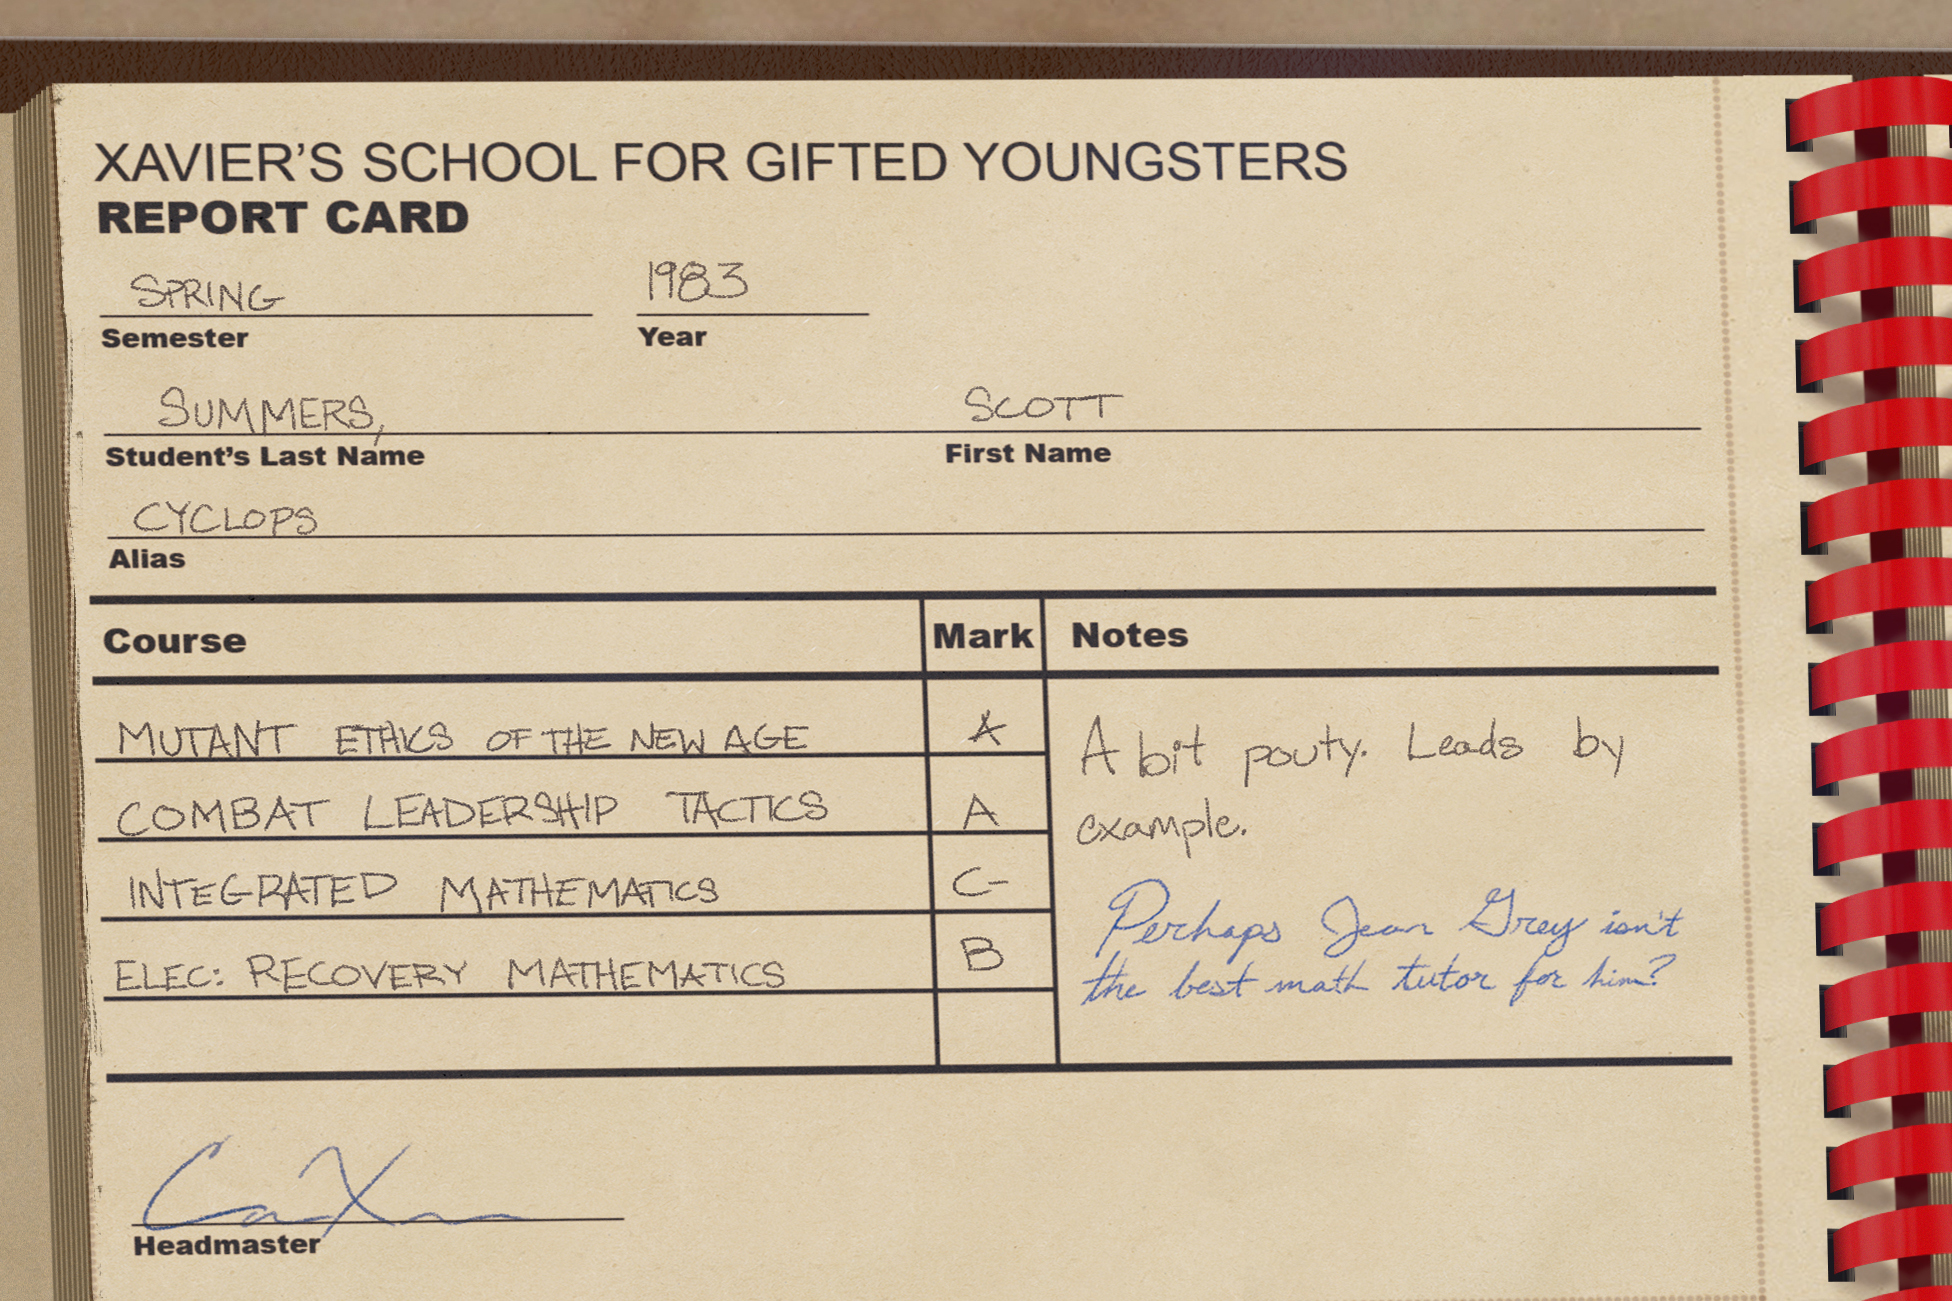 XAVIER'S SCHOOL FOR GIFTED YOUNGSTERS
REPORT CARD
SPRING 1983
Semester Year
SUMMERS, SCOTT
Student's Last Name First Name
CYCLOPS
Alias
Course Mark Notes
MUTANT ETHICS OF THE NEW AGE A
COMBAT LEADERSHIP TACTICS A
INTEGRATED MATHEMATICS C-
ELEC: RECOVERY MATHEMATICS B
A bit pouty. Leads by
example.
Perhaps Jean Grey isn't
the best math tutor for him?
Headmaster